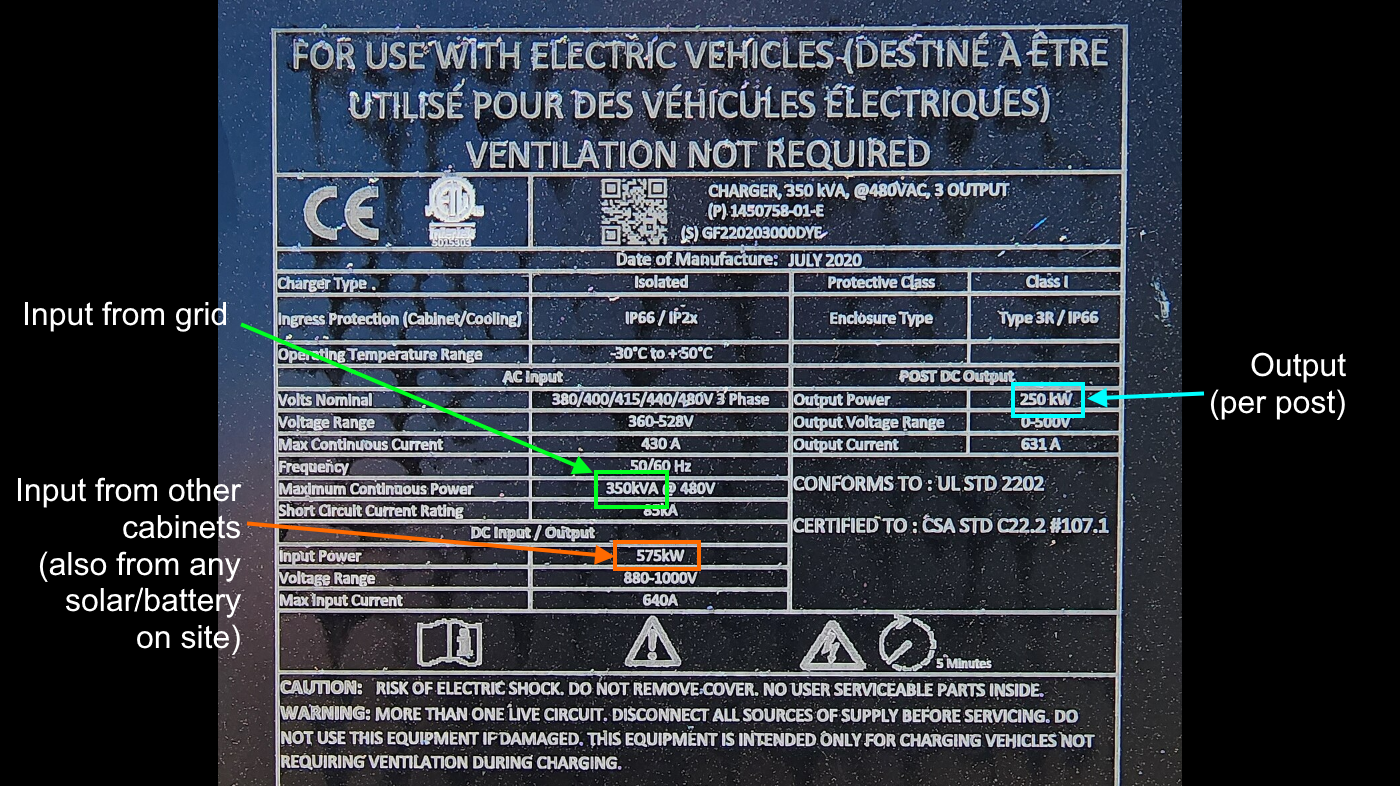 FOR USE WITH ELECTRIC VEHICLES (DESTINÉ À ÊTRE
UTILISÉ POUR DES VÉHICULES ÉLECTRIQUES)
VENTILATION NOT REQUIRED
CE
ETL
Intertek
5015303
CHARGER, 350 kVA, @480VAC, 3 OUTPUT
(P) 1450758-01-E
(S) GF220203000DYE
Date of Manufacture: JULY 2020
Charger Type . Isolated Protective Class Class I
Ingress Protection (Cabinet/Cooling) IP66 / IP2x Enclosure Type Type 3R / IP66
Operating Temperature Range -30°C to +50°C
AC Input POST DC Output
Volts Nominal 380/400/415/440/480V 3 Phase Output Power 250 kW
Voltage Range 360-528V Output Voltage Range 0-500V
Max Continuous Current 430 A Output Current 631 A
Frequency 50/60 Hz
Maximum Continuous Power 350kVA @ 480V
Short Circuit Current Rating 85kA
CONFORMS TO : UL STD 2202
CERTIFIED TO : CSA STD C22.2 #107.1
DC Input / Output
Input Power 575kW
Voltage Range 880-1000V
Max Input Current 640A
5 Minutes
CAUTION: RISK OF ELECTRIC SHOCK. DO NOT REMOVE COVER. NO USER SERVICEABLE PARTS INSIDE.
WARNING: MORE THAN ONE LIVE CIRCUIT. DISCONNECT ALL SOURCES OF SUPPLY BEFORE SERVICING. DO
NOT USE THIS EQUIPMENT IF DAMAGED. THIS EQUIPMENT IS INTENDED ONLY FOR CHARGING VEHICLES NOT
REQUIRING VENTILATION DURING CHARGING.
Input from grid
Input from other
cabinets
(also from any
solar/battery
on site)
Output
(per post)